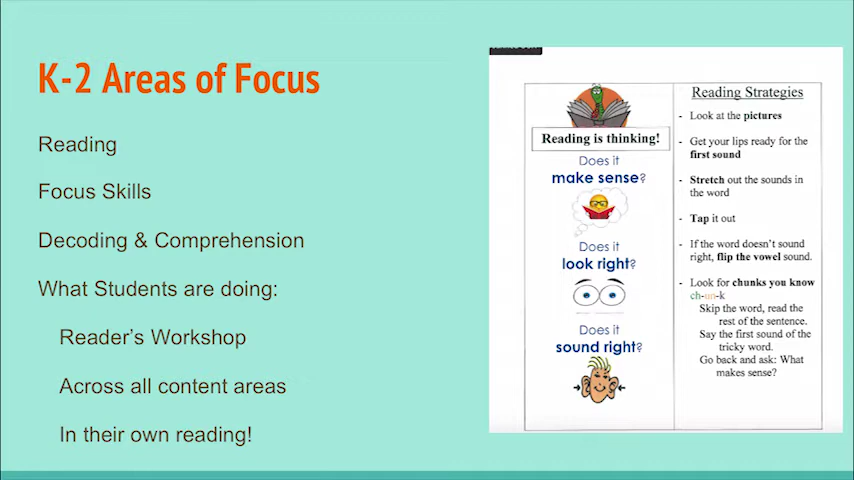 K-2 Areas of Focus
Reading
Focus Skills
Decoding & Comprehension
What Students are doing:
Reader's Workshop
Across all content areas
In their own reading!
Reading is thinking!
Does it
make sense?
Does it
look right?
Does it
sound right?
Reading Strategies
- Look at the pictures
- Get your lips ready for the
first sound
- Stretch out the sounds in
the word
- Tap it out
- If the word doesn't sound
right, flip the vowel sound.
- Look for chunks you know
ch-un-k
Skip the word, read the
rest of the sentence.
Say the first sound of the
tricky word.
Go back and ask: What
makes sense?